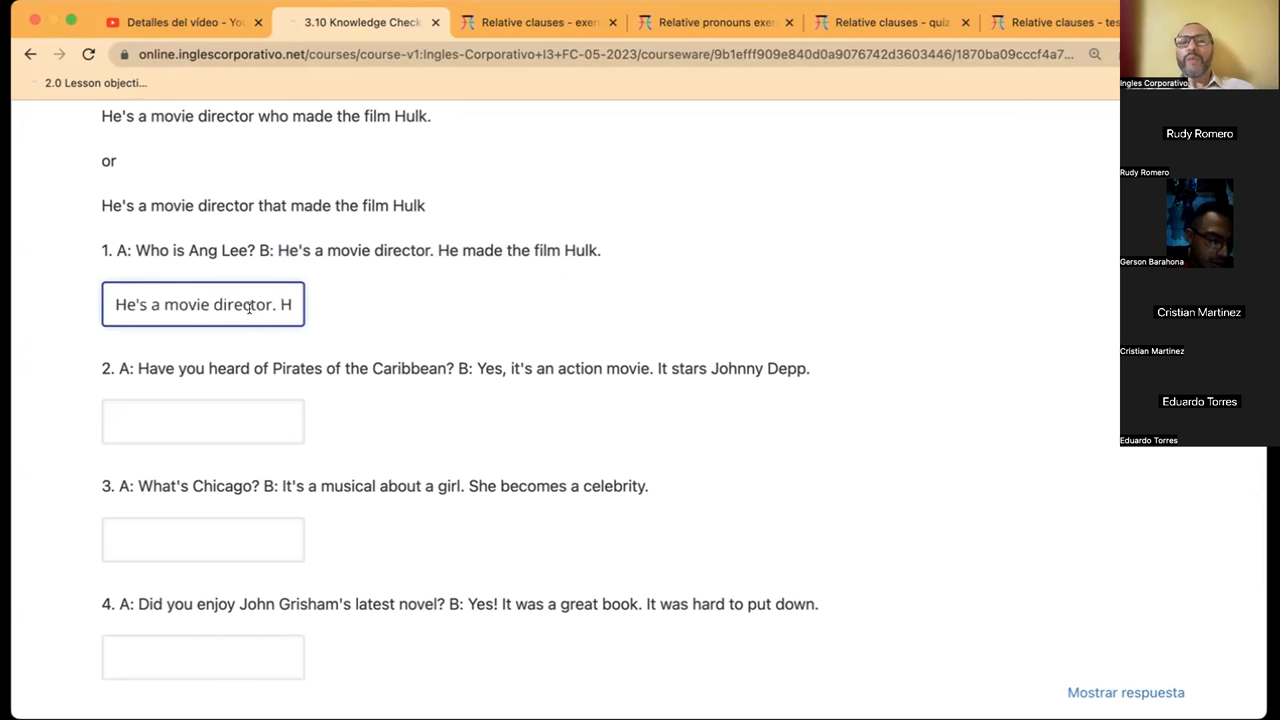 Detalles del vídeo - Yo
3.10 Knowledge Check
Relative clauses - exer
Relative pronouns exer
Relative clauses - quiz
Relative clauses - tes
online.inglescorporativo.net/courses/course-v1:Ingles-Corporativo+I3+FC-05-2023/courseware/9b1efff909e840d0a9076742d3603446/1870ba09cccf4a7...
2.0 Lesson objecti...
He's a movie director who made the film Hulk.
or
He's a movie director that made the film Hulk
1. A: Who is Ang Lee? B: He's a movie director. He made the film Hulk.
He's a movie director. H
2. A: Have you heard of Pirates of the Caribbean? B: Yes, it's an action movie. It stars Johnny Depp.
3. A: What's Chicago? B: It's a musical about a girl. She becomes a celebrity.
4. A: Did you enjoy John Grisham's latest novel? B: Yes! It was a great book. It was hard to put down.
Mostrar respuesta
Ingles Corporativo
Rudy Romero
Rudy Romero
Gerson Barahona
Cristian Martinez
Cristian Martinez
Eduardo Torres
Eduardo Torres